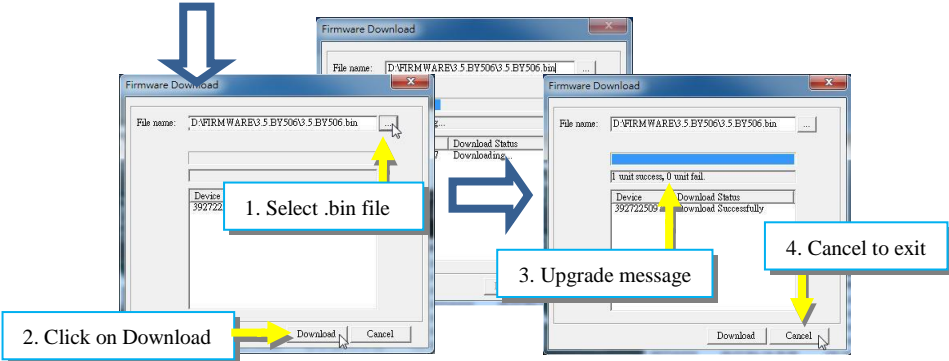 Firmware Download
File name: D:\FIRMWARE\3.5.BY506\3.5.BY506.bin ...
Download Status
Downloading...
Firmware Download
File name: D:\FIRMWARE\3.5.BY506\3.5.BY506.bin ...
Device
1. Select .bin file
2. Click on Download
Download Cancel
Firmware Download
File name: D:\FIRMWARE\3.5.BY506\3.5.BY506.bin ...
1 unit success, 0 unit fail.
Device Download Status
392722509 Download Successfully
3. Upgrade message
4. Cancel to exit
Download Cancel